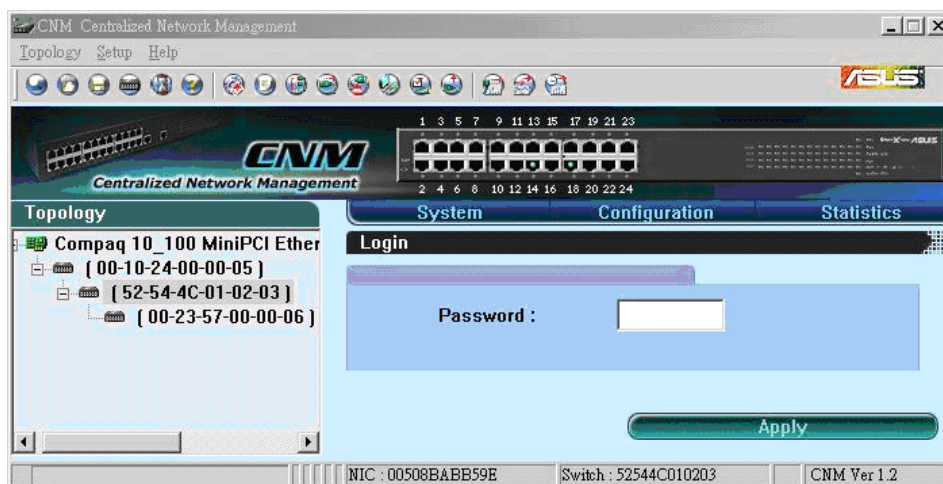 CNM Centralized Network Management
Topology Setup Help
ASUS
1 3 5 7 9 11 13 15 17 19 21 23
CNM
Centralized Network Management
2 4 6 8 10 12 14 16 18 20 22 24
Topology
System Configuration Statistics
Compaq 10_100 MiniPCI Ether
Login
( 00-10-24-00-00-05 )
( 52-54-4C-01-02-03 )
( 00-23-57-00-00-06 )
Password :
Apply
NIC : 00508BABB59E Switch : 52544C010203 CNM Ver 1.2